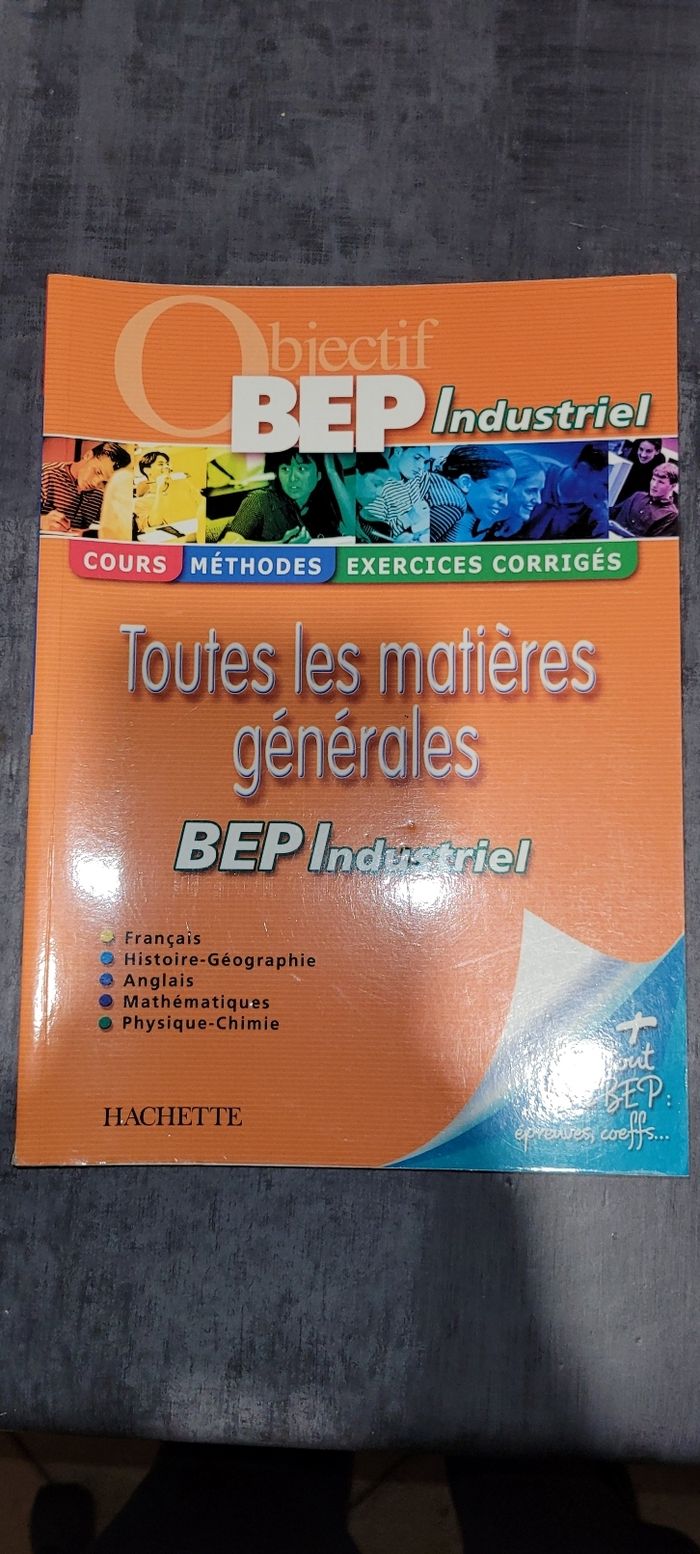 Objectif
BEP Industriel
COURS MÉTHODES EXERCICES CORRIGÉS
Toutes les matières
générales
BEP Industriel
Français
Histoire-Géographie
Anglais
Mathématiques
Physique-Chimie
HACHETTE
+
BEP :
épreuves, coeffs...